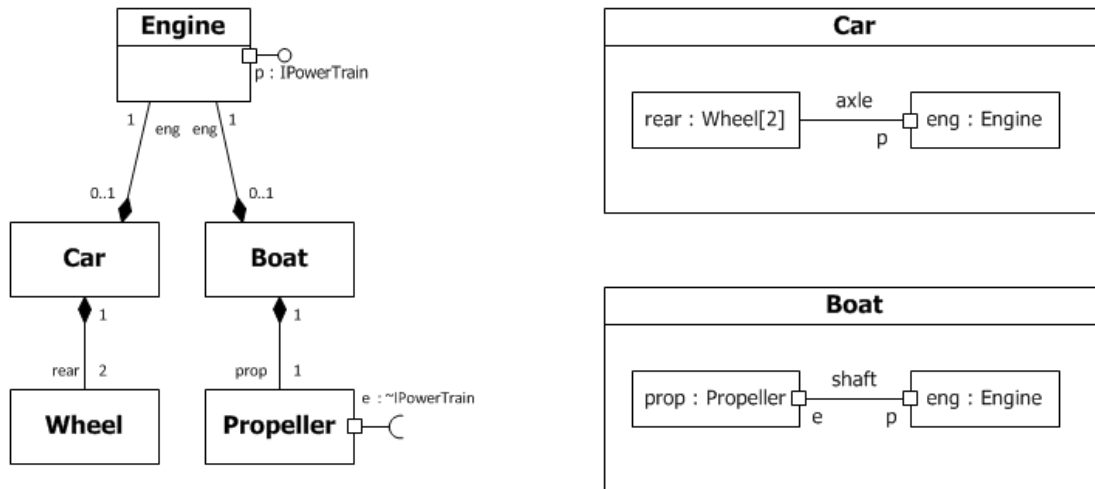 Engine
p : IPowerTrain
1
eng
eng
1
0..1
0..1
Car
Boat
1
1
rear
2
prop
1
Wheel
Propeller
e : ~IPowerTrain
Car
rear : Wheel[2]
axle
p
eng : Engine
Boat
prop : Propeller
shaft
e
p
eng : Engine